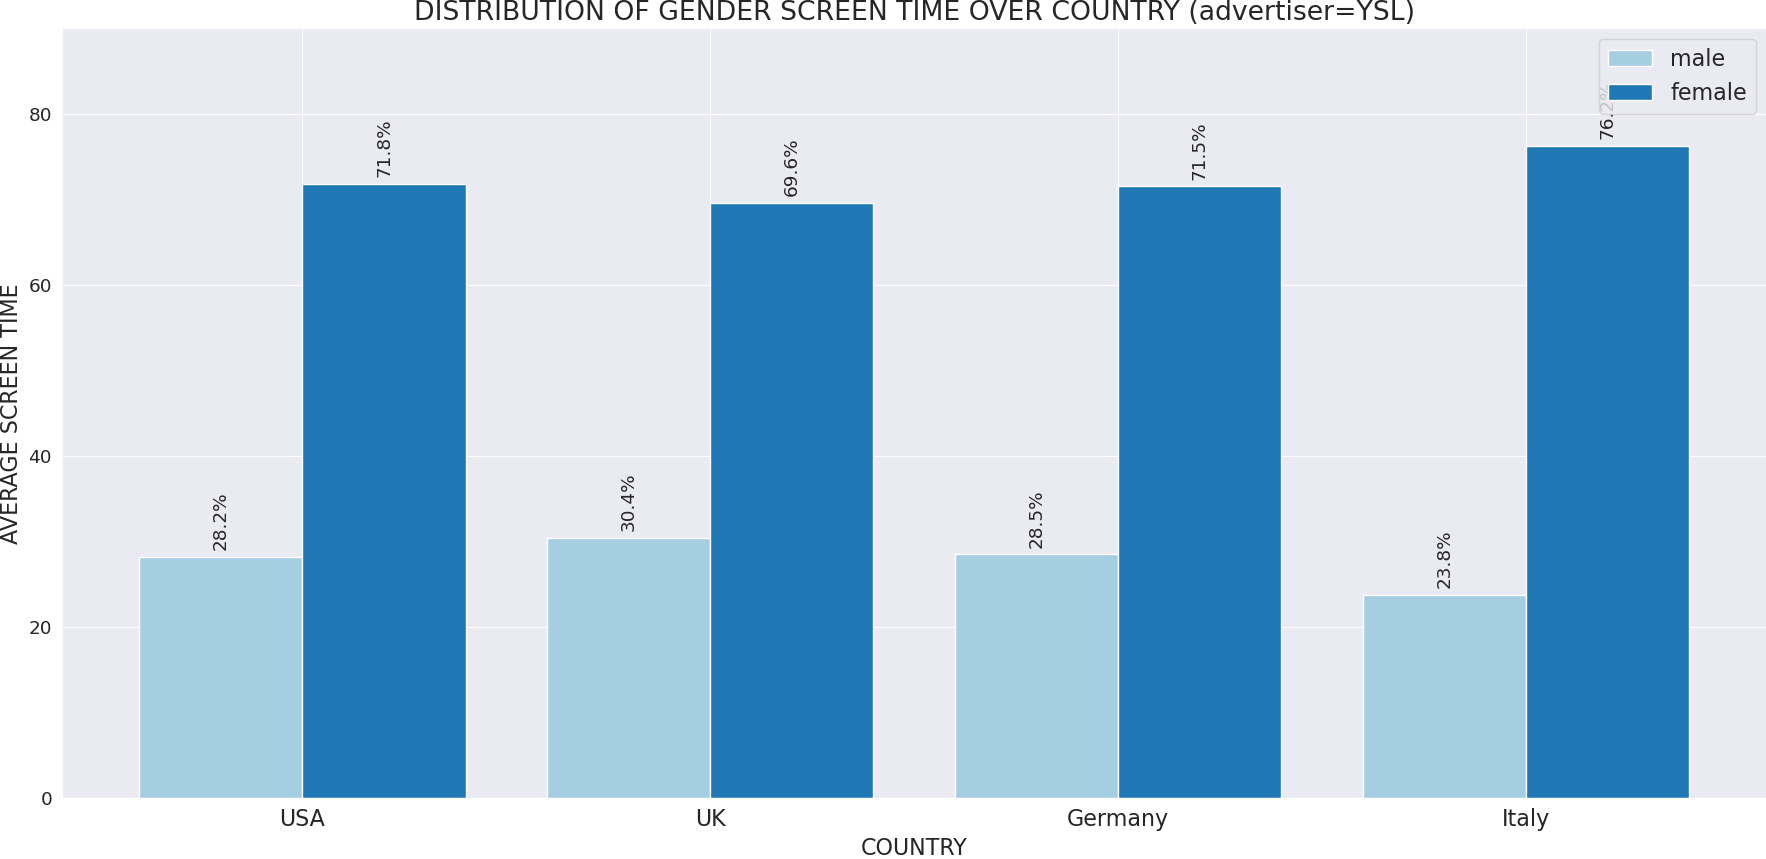 DISTRIBUTION OF GENDER SCREEN TIME OVER COUNTRY (advertiser=YSL)
male
female
80
60
40
20
0
AVERAGE SCREEN TIME
28.2%
71.8%
30.4%
69.6%
28.5%
71.5%
23.8%
76.2%
USA
UK
Germany
Italy
COUNTRY